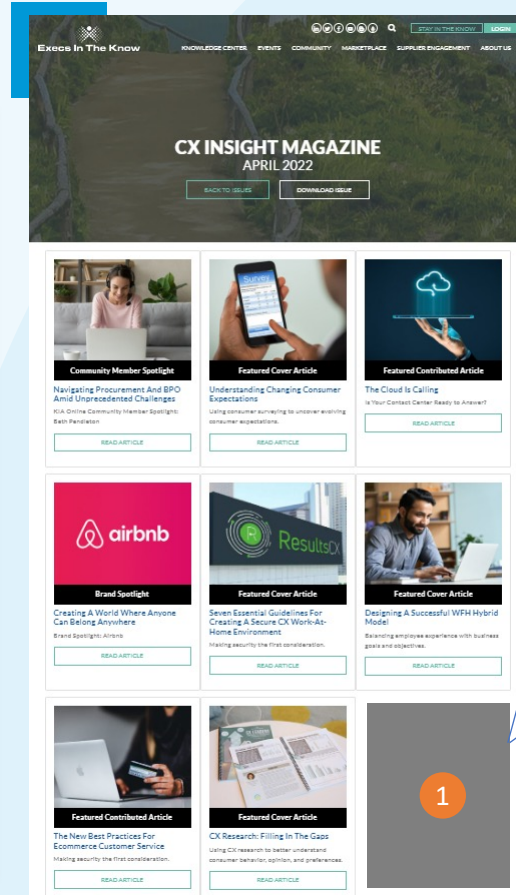 Execs In The Know
STAY IN THE KNOW
LOGIN
KNOWLEDGE CENTER EVENTS COMMUNITY MARKETPLACE SUPPLIER ENGAGEMENT ABOUT US
CX INSIGHT MAGAZINE
APRIL 2022
BACK TO ISSUES
DOWNLOAD ISSUE
Community Member Spotlight
Navigating Procurement And BPO
Amid Unprecedented Challenges
KIA Online Community Member Spotlight:
Beth Pendleton
READ ARTICLE
Survey
Featured Cover Article
Understanding Changing Consumer
Expectations
Using consumer surveying to uncover evolving
consumer expectations.
READ ARTICLE
Featured Contributed Article
The Cloud Is Calling
Is Your Contact Center Ready to Answer?
READ ARTICLE
airbnb
Brand Spotlight
Creating A World Where Anyone
Can Belong Anywhere
Brand Spotlight: Airbnb
READ ARTICLE
R
ResultsCX
Featured Cover Article
Seven Essential Guidelines For
Creating A Secure CX Work-At-
Home Environment
Making security the first consideration.
READ ARTICLE
Featured Cover Article
Designing A Successful WFH Hybrid
Model
Balancing employee experience with business
goals and objectives.
READ ARTICLE
Featured Contributed Article
The New Best Practices For
Ecommerce Customer Service
Making security the first consideration.
READ ARTICLE
Featured Cover Article
CX Research: Filling In The Gaps
Using CX research to better understand
consumer behavior, opinion, and preferences.
READ ARTICLE
1